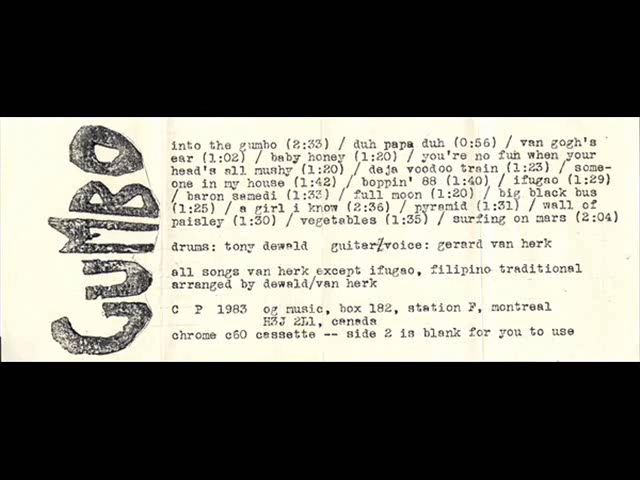 GUMBO
into the gumbo (2:33) / duh papa duh (0:56) / van gogh's
ear (1:02) / baby honey (1:20) / you're no fun when your
head's all mushy (1:20) / deja voodoo train (1:23) / some-
one in my house (1:42) / boppin' 88 (1:40) / ifugao (1:29)
/ baron samedi (1:33) / full moon (1:20) / big black bus
(1:25) / a girl i know (2:36) / pyramid (1:31) / wall of
paisley (1:30) / vegetables (1:35) / surfing on mars (2:04)
drums: tony dewald guiter/voice: gerard van herk
all songs van herk except ifugao, filipino traditional
arranged by dewald/van herk
C P 1983 og music, box 182, station F, montreal
H3J 2L1, canada
chrome c60 cassette -- side 2 is blank for you to use